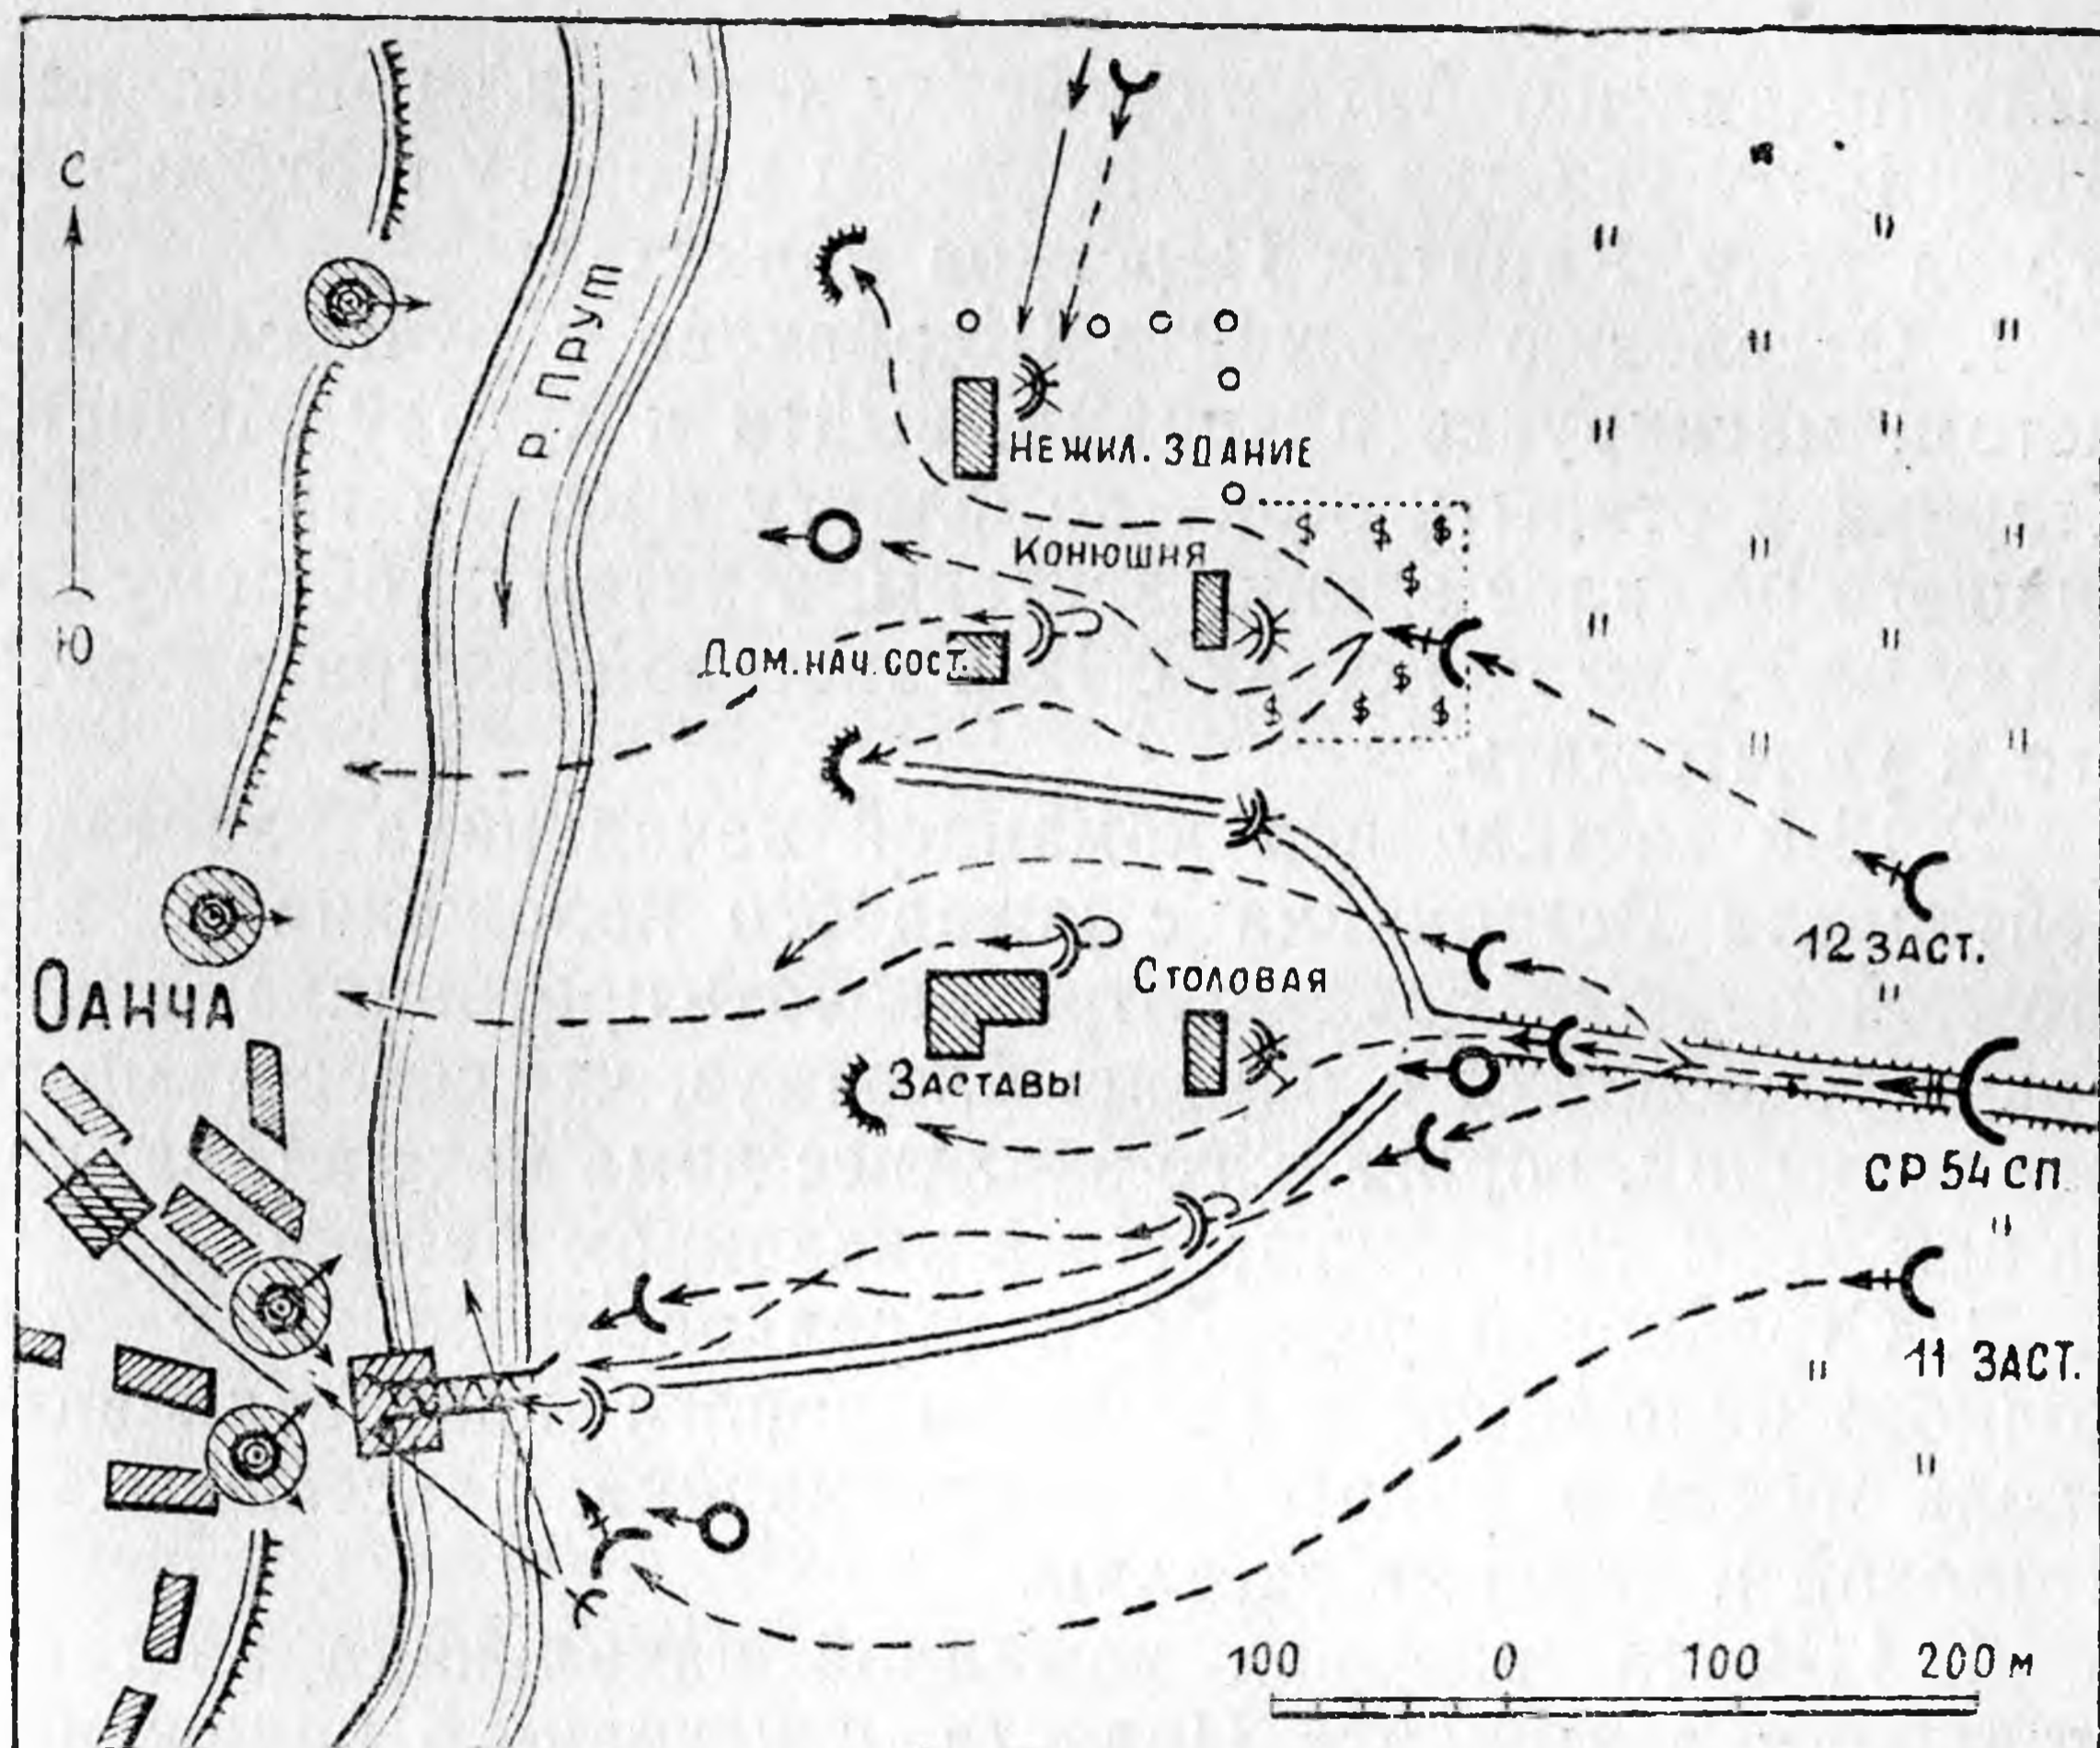 С
Ю
р. Прут
Нежил. здание
Конюшня
Дом. нач. сост.
12 заст.
Столовая
Оанча
Заставы
СР 54 СП
11 заст.
100 0 100 200 м